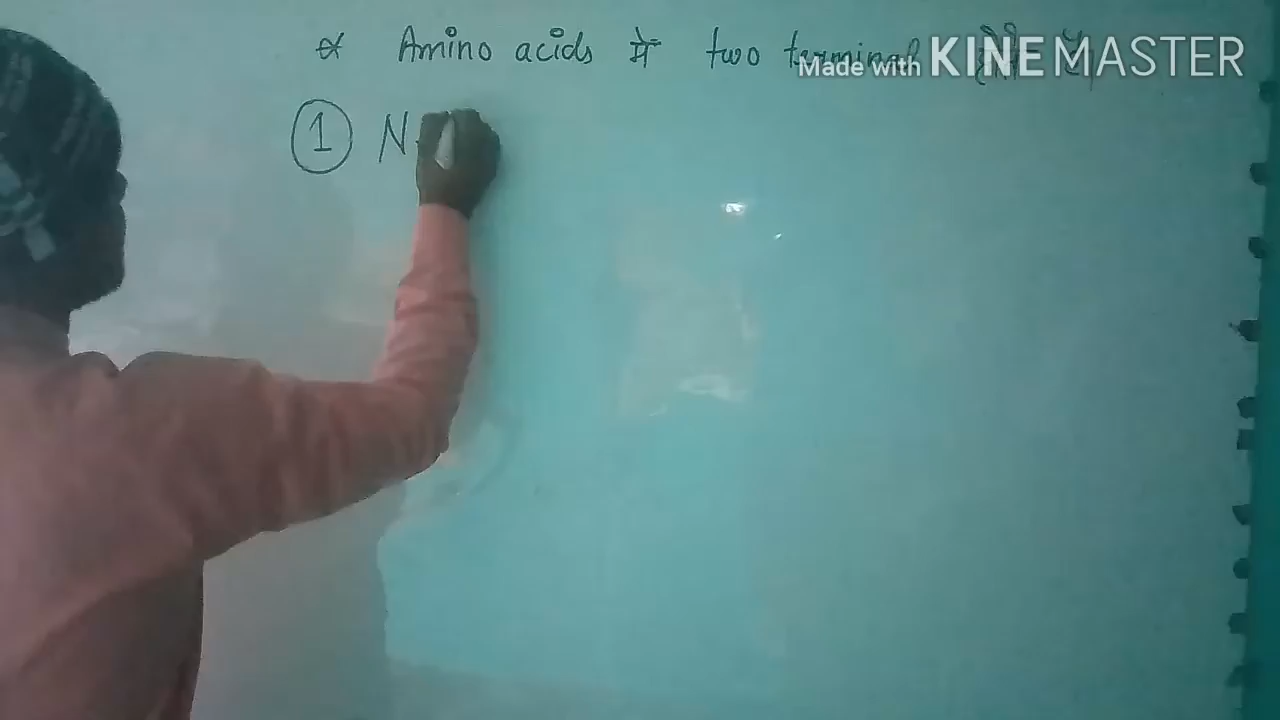 * Amino acids में two terminal होते हैं
Made with KINEMASTER
① N-